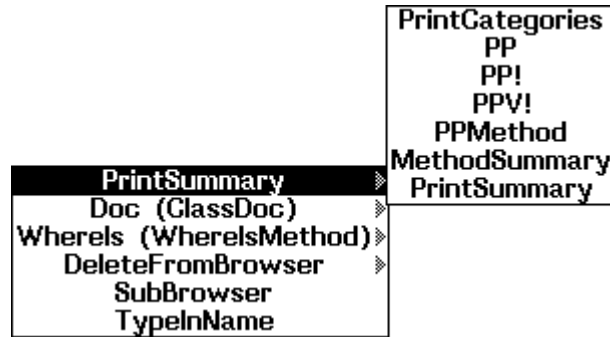 PrintCategories
PP
PP!
PPV!
PPMethod
MethodSummary
PrintSummary
PrintSummary
Doc (ClassDoc)
WhereIs (WhereIsMethod)
DeleteFromBrowser
SubBrowser
TypeInName